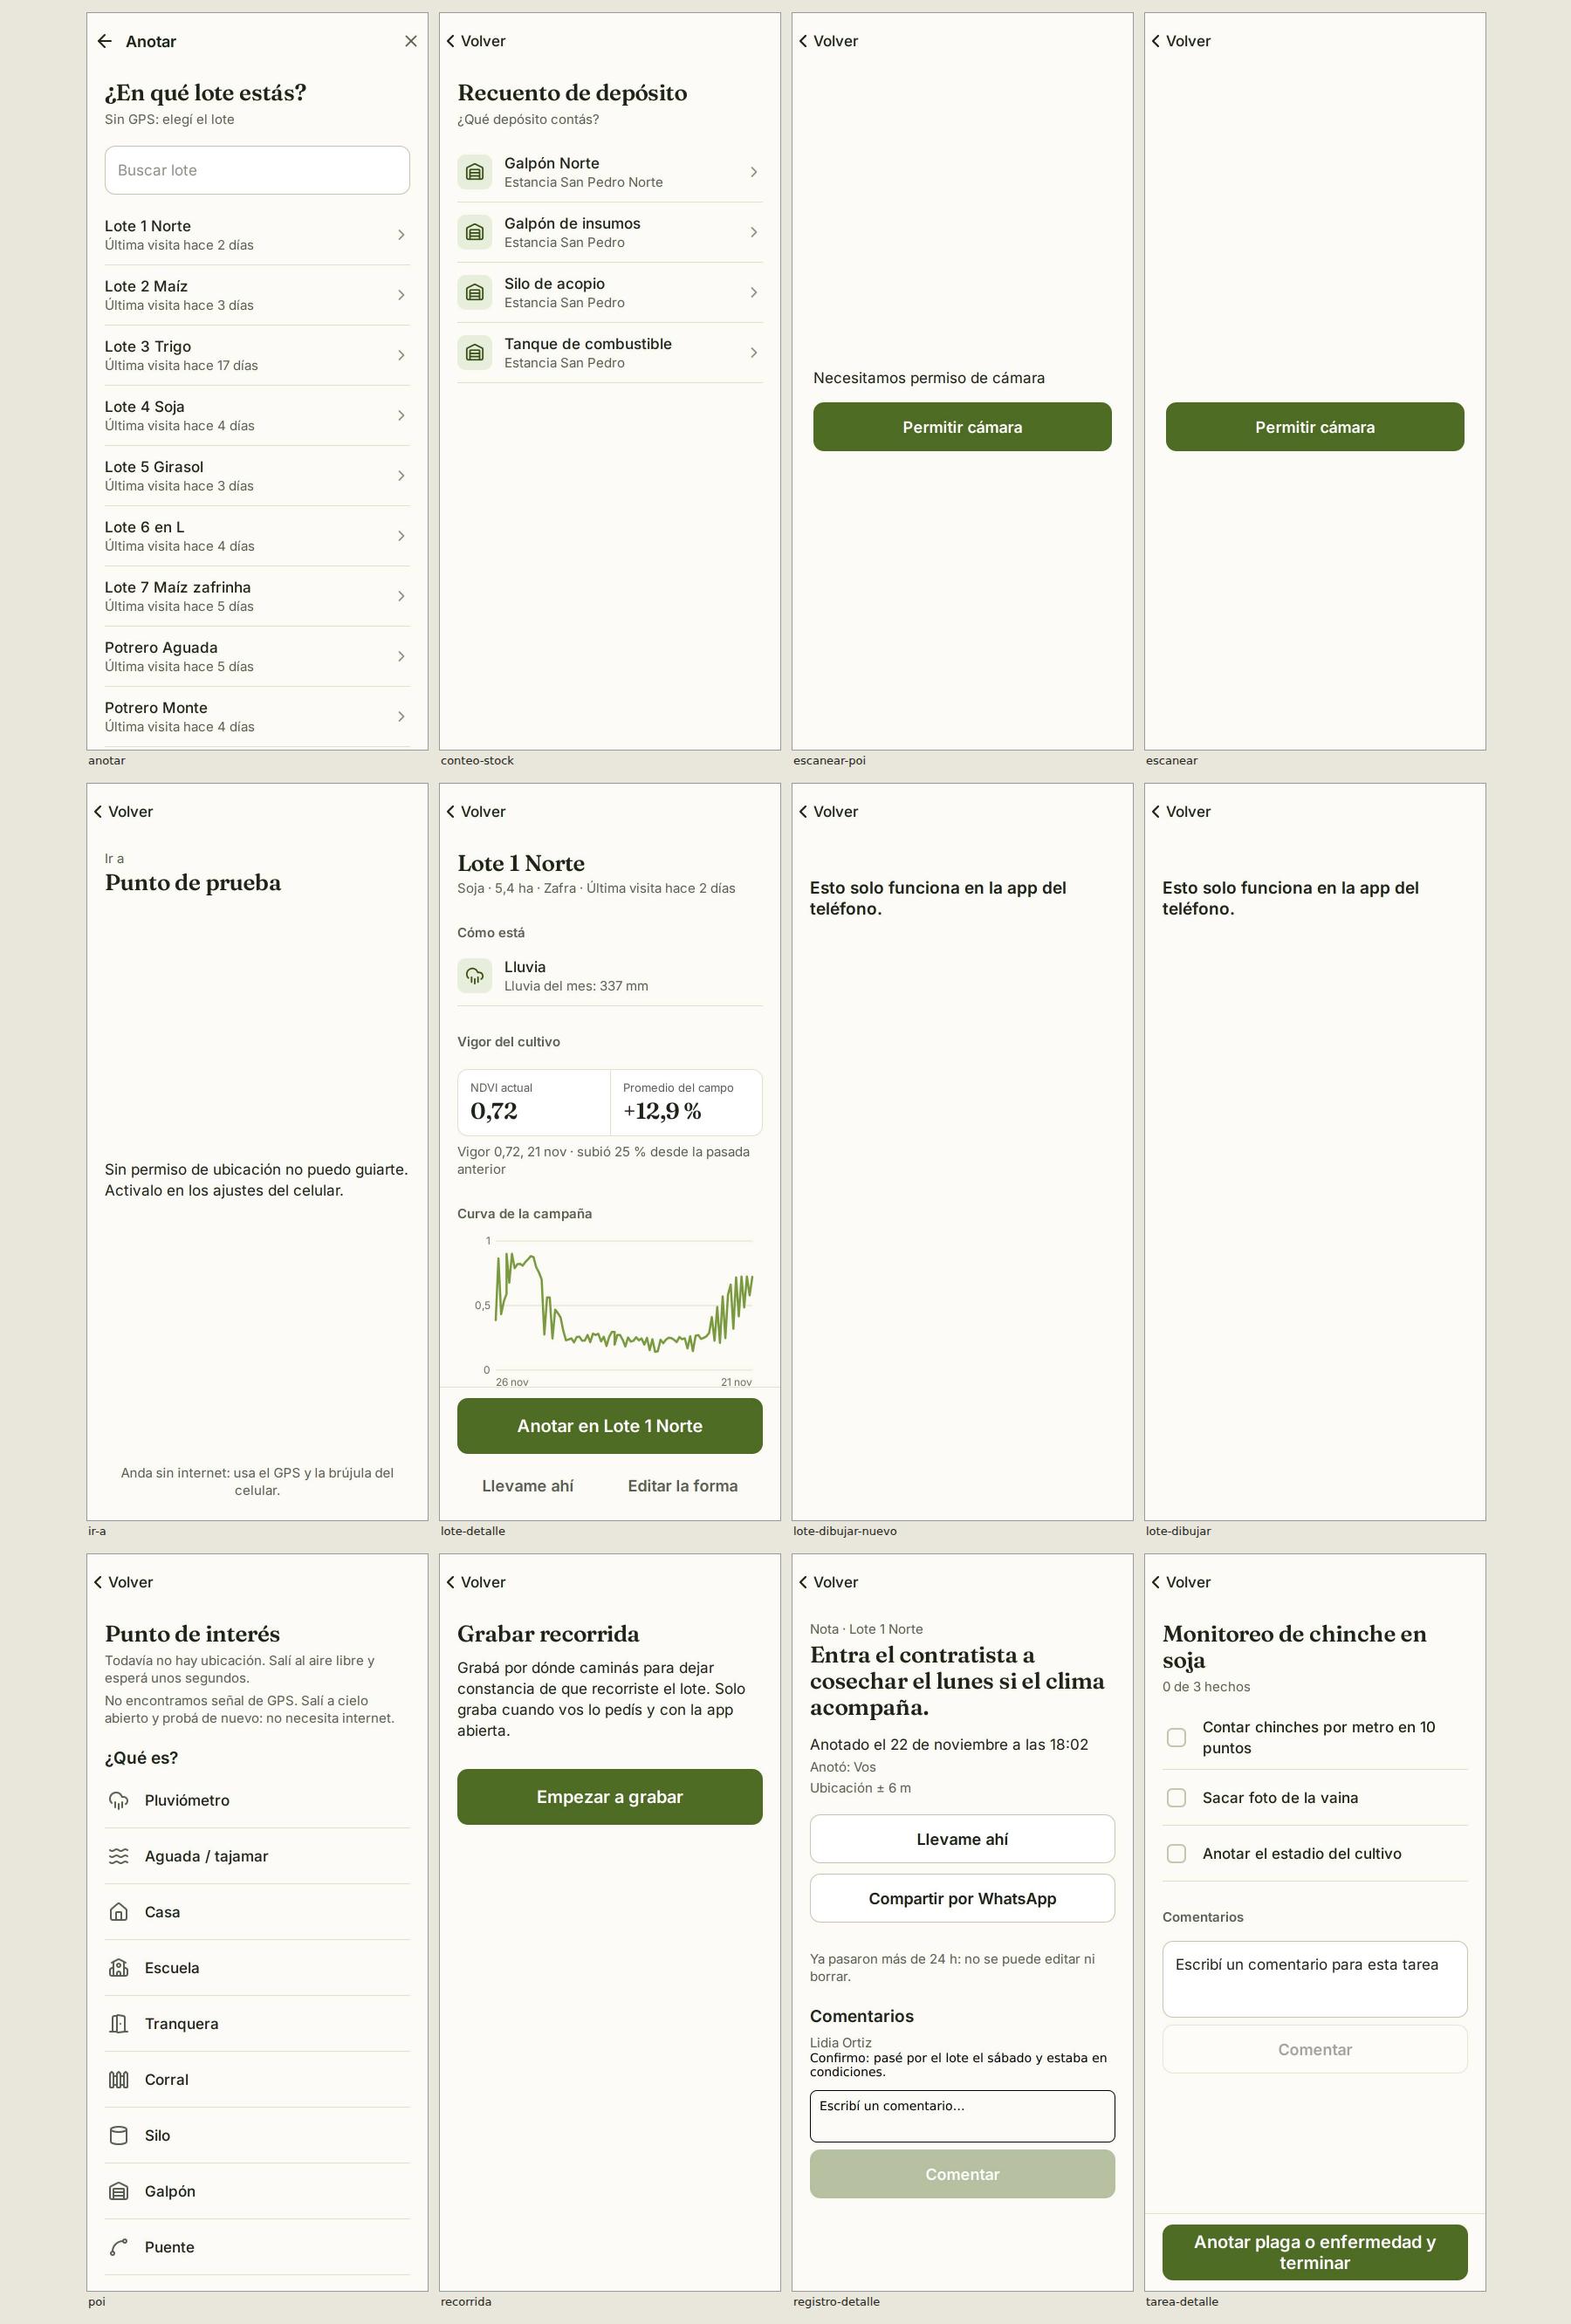 Anotar
¿En qué lote estás?
Sin GPS: elegí el lote
Buscar lote
Lote 1 Norte
Última visita hace 2 días
Lote 2 Maíz
Última visita hace 3 días
Lote 3 Trigo
Última visita hace 17 días
Lote 4 Soja
Última visita hace 4 días
Lote 5 Girasol
Última visita hace 3 días
Lote 6 en L
Última visita hace 4 días
Lote 7 Maíz zafrinha
Última visita hace 5 días
Potrero Aguada
Última visita hace 5 días
Potrero Monte
Última visita hace 4 días
anotar
Volver
Recuento de depósito
¿Qué depósito contás?
Galpón Norte
Estancia San Pedro Norte
Galpón de insumos
Estancia San Pedro
Silo de acopio
Estancia San Pedro
Tanque de combustible
Estancia San Pedro
conteo-stock
Volver
Necesitamos permiso de cámara
Permitir cámara
escanear-poi
Volver
Permitir cámara
escanear
Volver
Ir a
Punto de prueba
Sin permiso de ubicación no puedo guiarte.
Activalo en los ajustes del celular.
Anda sin internet: usa el GPS y la brújula del
celular.
ir-a
Volver
Lote 1 Norte
Soja · 5,4 ha · Zafra · Última visita hace 2 días
Cómo está
Lluvia
Lluvia del mes: 337 mm
Vigor del cultivo
NDVI actual
0,72
Promedio del campo
+12,9 %
Vigor 0,72, 21 nov · subió 25 % desde la pasada
anterior
Curva de la campaña
1
0,5
0
26 nov
21 nov
Anotar en Lote 1 Norte
Llevame ahí
Editar la forma
lote-detalle
Volver
Esto solo funciona en la app del
teléfono.
lote-dibujar-nuevo
Volver
Esto solo funciona en la app del
teléfono.
lote-dibujar
Volver
Punto de interés
Todavía no hay ubicación. Salí al aire libre y
esperá unos segundos.
No encontramos señal de GPS. Salí a cielo
abierto y probá de nuevo: no necesita internet.
¿Qué es?
Pluviómetro
Aguada / tajamar
Casa
Escuela
Tranquera
Corral
Silo
Galpón
Puente
poi
Volver
Grabar recorrida
Grabá por dónde caminás para dejar
constancia de que recorriste el lote. Solo
graba cuando vos lo pedís y con la app
abierta.
Empezar a grabar
recorrida
Volver
Nota · Lote 1 Norte
Entra el contratista a
cosechar el lunes si el clima
acompaña.
Anotado el 22 de noviembre a las 18:02
Anotó: Vos
Ubicación ± 6 m
Llevame ahí
Compartir por WhatsApp
Ya pasaron más de 24 h: no se puede editar ni
borrar.
Comentarios
Lidia Ortiz
Confirmo: pasé por el lote el sábado y estaba en
condiciones.
Escribí un comentario…
Comentar
registro-detalle
Volver
Monitoreo de chinche en
soja
0 de 3 hechos
Contar chinches por metro en 10
puntos
Sacar foto de la vaina
Anotar el estadio del cultivo
Comentarios
Escribí un comentario para esta tarea
Comentar
Anotar plaga o enfermedad y
terminar
tarea-detalle